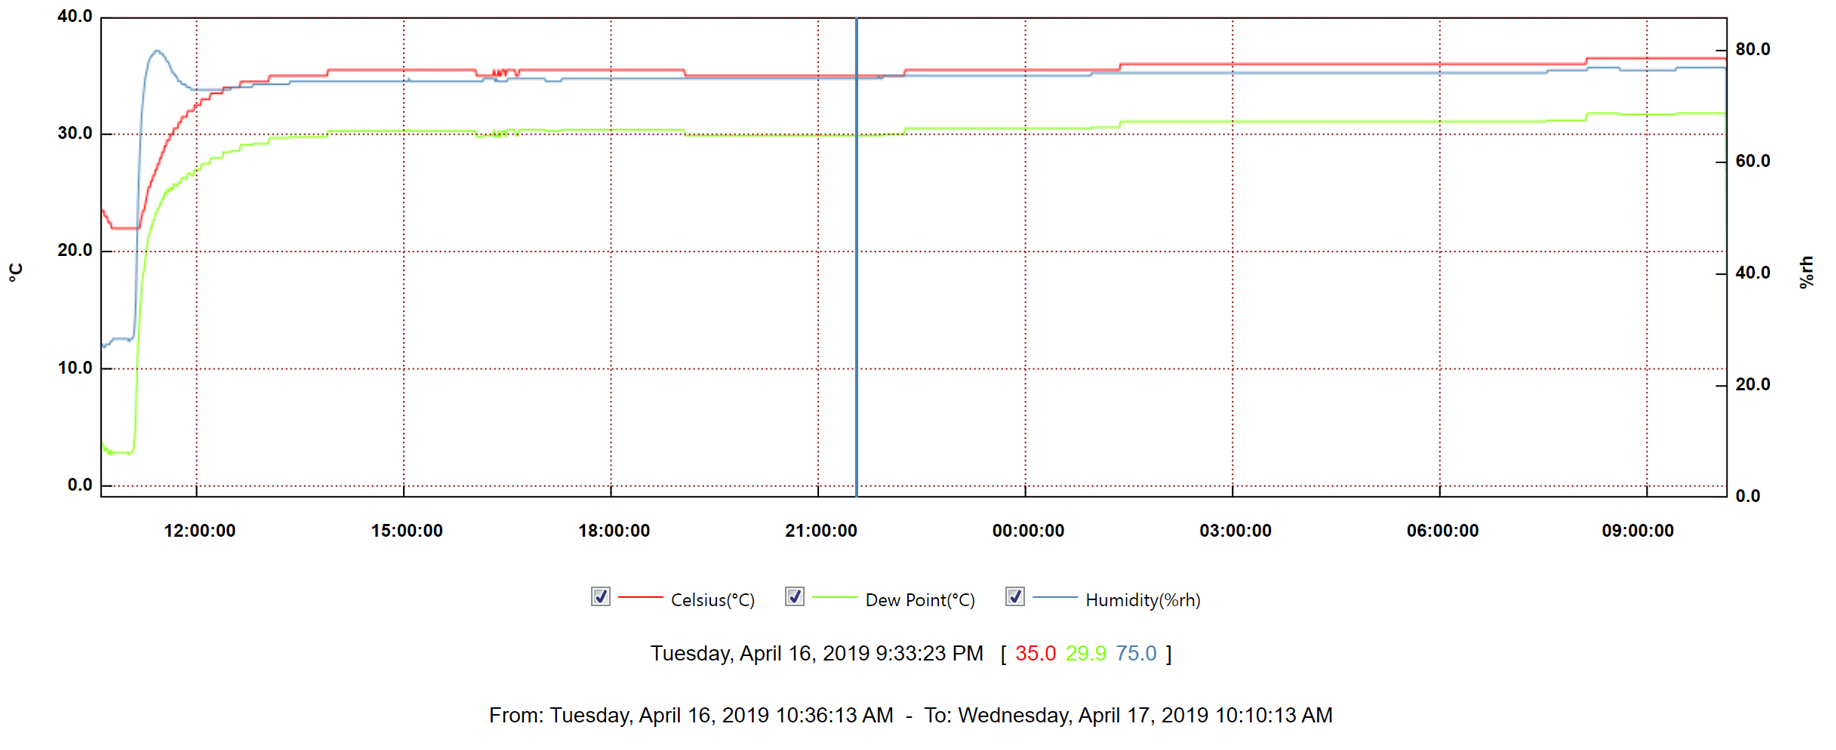 40.0
80.0
30.0
60.0
20.0
°C
40.0
%rh
10.0
20.0
0.0
0.0
12:00:00 15:00:00 18:00:00 21:00:00 00:00:00 03:00:00 06:00:00 09:00:00
Celsius(°C) Dew Point(°C) Humidity(%rh)
Tuesday, April 16, 2019 9:33:23 PM [ 35.0 29.9 75.0 ]
From: Tuesday, April 16, 2019 10:36:13 AM - To: Wednesday, April 17, 2019 10:10:13 AM